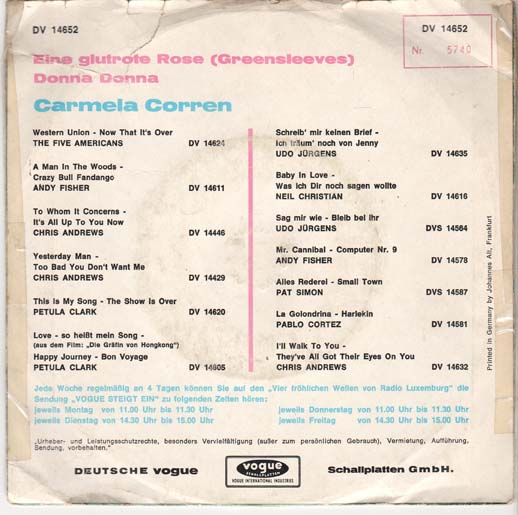 DV 14652
DV 14652
Nr. 5740
Eine glutrote Rose (Greensleeves)
Donna Donna
Carmela Corren
Western Union - Now That It's Over
THE FIVE AMERICANS DV 14624
A Man In The Woods -
Crazy Bull Fandango
ANDY FISHER DV 14611
To Whom It Concerns -
It's All Up To You Now
CHRIS ANDREWS DV 14446
Yesterday Man -
Too Bad You Don't Want Me
CHRIS ANDREWS DV 14429
This Is My Song - The Show Is Over
PETULA CLARK DV 14620
Love - so heißt mein Song -
(aus dem Film: „Die Gräfin von Hongkong")
Happy Journey - Bon Voyage
PETULA CLARK DV 14605
Schreib' mir keinen Brief -
Ich träum' noch von Jenny
UDO JÜRGENS DV 14635
Baby In Love -
Was ich Dir noch sagen wollte
NEIL CHRISTIAN DV 14616
Sag mir wie - Bleib bei Ihr
UDO JÜRGENS DVS 14564
Mr. Cannibal - Computer Nr. 9
ANDY FISHER DV 14578
Alles Rederei - Small Town
PAT SIMON DVS 14587
La Golondrina - Harlekin
PABLO CORTEZ DV 14581
I'll Walk To You -
They've All Got Their Eyes On You
CHRIS ANDREWS DV 14632
Printed in Germany by Johannes Alt, Frankfurt
Jede Woche regelmäßig an 4 Tagen können Sie auf den „Vier fröhlichen Wellen von Radio Luxemburg" die
Sendung „VOGUE STEIGT EIN" zu folgenden Zeiten hören:
jeweils Montag von 11.00 Uhr bis 11.30 Uhr jeweils Donnerstag von 11.00 Uhr bis 11.30 Uhr
jeweils Dienstag von 14.30 Uhr bis 15.00 Uhr jeweils Freitag von 14.30 Uhr bis 15.00 Uhr
„Urheber- und Leistungsschutzrechte, besonders Vervielfältigung (außer zum persönlichen Gebrauch), Vermietung, Aufführung,
Sendung, vorbehalten."
DEUTSCHE vogue
vogue
SCHALLPLATTEN
VOGUE INTERNATIONAL INDUSTRIES
Schallplatten GmbH.